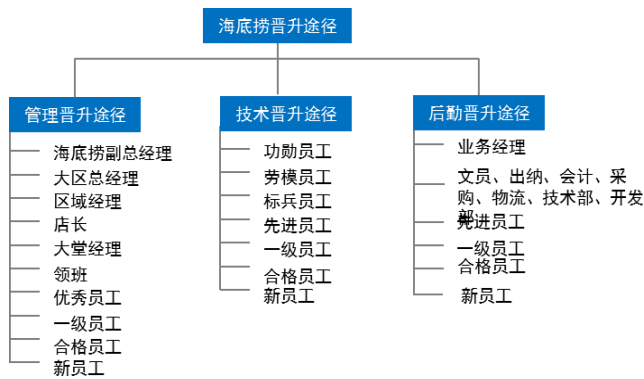 海底捞晋升途径
管理晋升途径
海底捞副总经理
大区总经理
区域经理
店长
大堂经理
领班
优秀员工
一级员工
合格员工
新员工
技术晋升途径
功勋员工
劳模员工
标兵员工
先进员工
一级员工
合格员工
新员工
后勤晋升途径
业务经理
文员、出纳、会计、采
购、物流、技术部、开发
部
先进员工
一级员工
合格员工
新员工